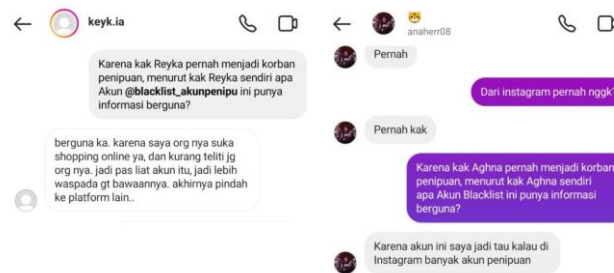 keyk.ia
Karena kak Reyka pernah menjadi korban
penipuan, menurut kak Reyka sendiri apa
Akun @blacklist_akunpenipu ini punya
informasi berguna?
berguna ka. karena saya org nya suka
shopping online ya, dan kurang teliti jg
org nya. jadi pas liat akun itu, jadi lebih
waspada gt bawaannya. akhirnya pindah
ke platform lain..
anaherr08
Pernah
Dari instagram pernah nggk?
Pernah kak
Karena kak Aghna pernah menjadi korban
penipuan, menurut kak Aghna sendiri
apa Akun Blacklist ini punya informasi
berguna?
Karena akun ini saya jadi tau kalau di
Instagram banyak akun penipuan